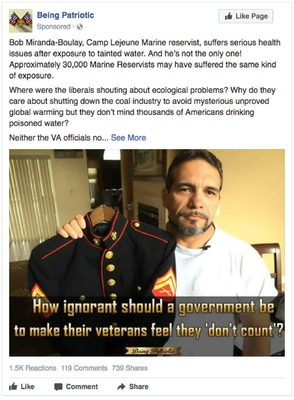 Being Patriotic
Sponsored ·
Like Page
Bob Miranda-Boulay, Camp Lejeune Marine reservist, suffers serious health
issues after exposure to tainted water. And he's not the only one!
Approximately 30,000 Marine Reservists may have suffered the same kind
of exposure.
Where were the liberals shouting about ecological problems? Why do they
care about shutting down the coal industry to avoid mysterious unproved
global warming but they don't mind thousands of Americans drinking
poisoned water?
Neither the VA officials no... See More
How ignorant should a government be
to make their veterans feel they 'don't count'?
Being Patriotic
1.5K Reactions 119 Comments 739 Shares
Like Comment Share